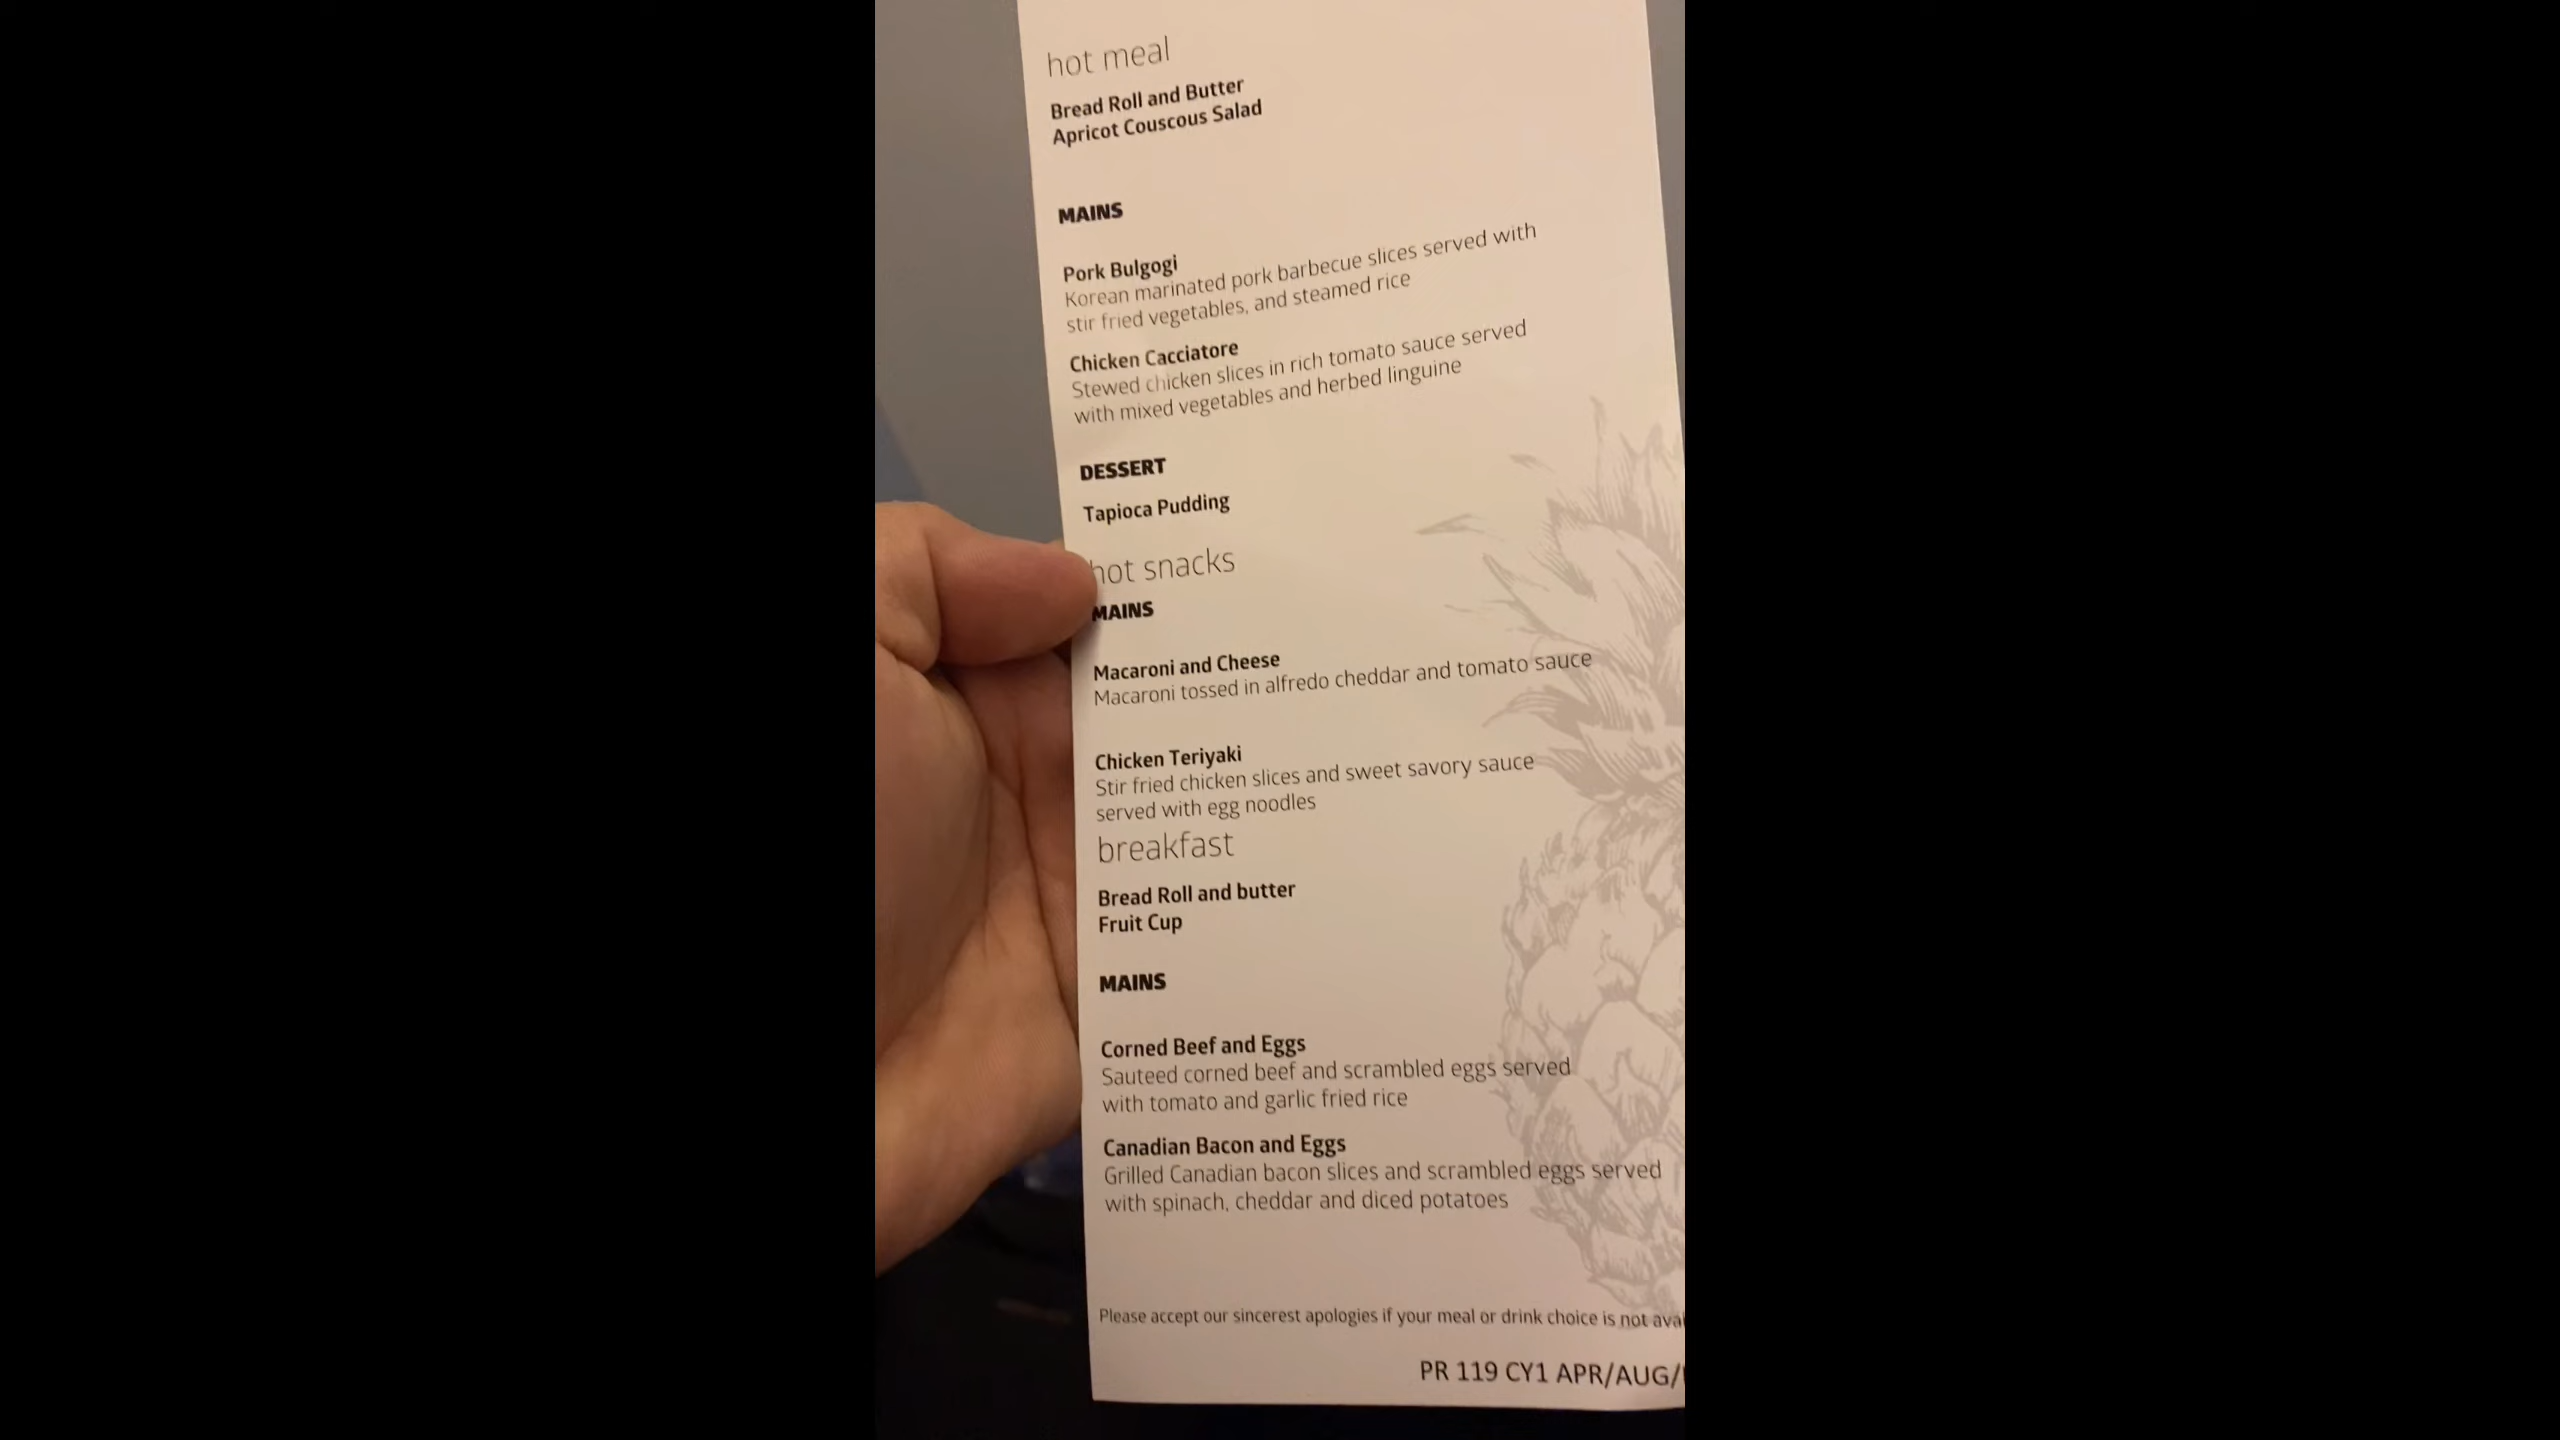 hot meal
Bread Roll and Butter
Apricot Couscous Salad
MAINS
Pork Bulgogi
Korean marinated pork barbecue slices served with
stir fried vegetables, and steamed rice
Chicken Cacciatore
Stewed chicken slices in rich tomato sauce served
with mixed vegetables and herbed linguine
DESSERT
Tapioca Pudding
hot snacks
MAINS
Macaroni and Cheese
Macaroni tossed in alfredo cheddar and tomato sauce
Chicken Teriyaki
Stir fried chicken slices and sweet savory sauce
served with egg noodles
breakfast
Bread Roll and butter
Fruit Cup
MAINS
Corned Beef and Eggs
Sauteed corned beef and scrambled eggs served
with tomato and garlic fried rice
Canadian Bacon and Eggs
Grilled Canadian bacon slices and scrambled eggs served
with spinach, cheddar and diced potatoes
Please accept our sincerest apologies if your meal or drink choice is not
PR 119 CY1 APR/AUG/